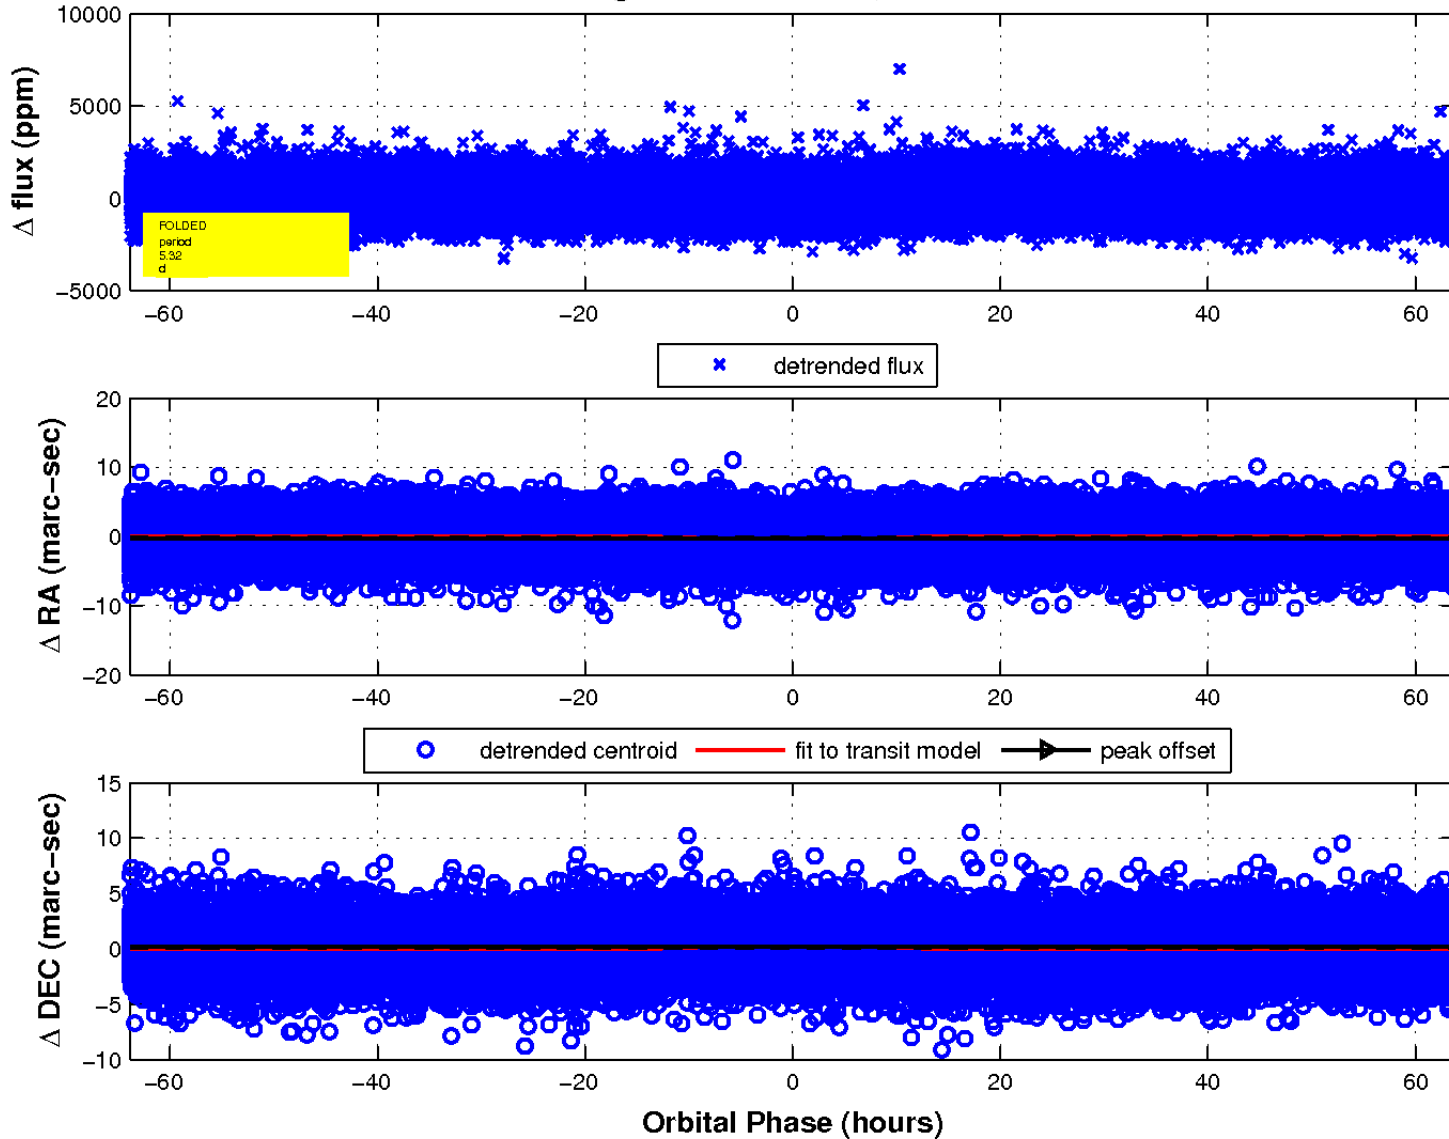 10000
5000
0
−5000
Δ flux (ppm)
FOLDED
period
5.32
d
−60 −40 −20 0 20 40 60
detrended flux
20
10
0
−10
−20
Δ RA (marc−sec)
−60 −40 −20 0 20 40 60
detrended centroid fit to transit model peak offset
15
10
5
0
−5
−10
Δ DEC (marc−sec)
−60 −40 −20 0 20 40 60
Orbital Phase (hours)